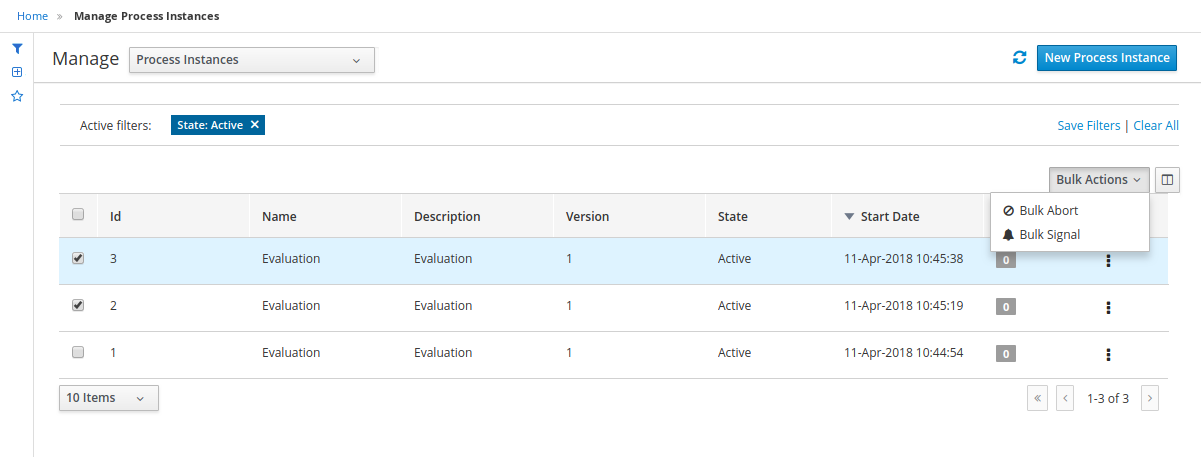 Home » Manage Process Instances
Manage Process Instances New Process Instance
Active filters: State: Active ✕ Save Filters | Clear All
Bulk Actions
Id Name Description Version State Start Date
Bulk Abort
Bulk Signal
3 Evaluation Evaluation 1 Active 11-Apr-2018 10:45:38 0
2 Evaluation Evaluation 1 Active 11-Apr-2018 10:45:19 0
1 Evaluation Evaluation 1 Active 11-Apr-2018 10:44:54 0
10 Items « ‹ 1-3 of 3 ›